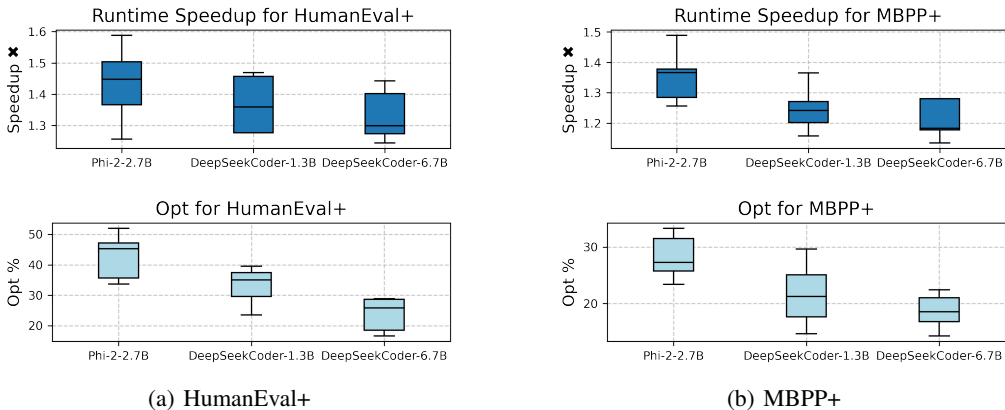 Runtime Speedup for HumanEval+
Speedup ✖
1.6
1.5
1.4
1.3
Phi-2-2.7B DeepSeekCoder-1.3B DeepSeekCoder-6.7B
Opt for HumanEval+
Opt %
50
40
30
20
Phi-2-2.7B DeepSeekCoder-1.3B DeepSeekCoder-6.7B
(a) HumanEval+
Runtime Speedup for MBPP+
Speedup ✖
1.5
1.4
1.3
1.2
Phi-2-2.7B DeepSeekCoder-1.3B DeepSeekCoder-6.7B
Opt for MBPP+
Opt %
30
20
Phi-2-2.7B DeepSeekCoder-1.3B DeepSeekCoder-6.7B
(b) MBPP+